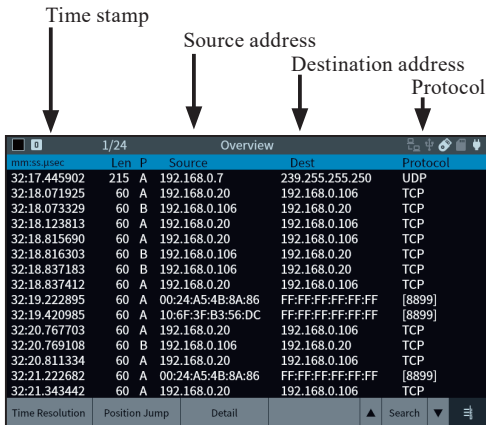 Time stamp
Source address
Destination address
Protocol
0 1/24 Overview
mm:ss.μsec Len P Source Dest Protocol
32:17.445902 215 A 192.168.0.7 239.255.255.250 UDP
32:18.071925 60 A 192.168.0.20 192.168.0.106 TCP
32:18.073329 60 B 192.168.0.106 192.168.0.20 TCP
32:18.123813 60 A 192.168.0.20 192.168.0.106 TCP
32:18.815690 60 A 192.168.0.20 192.168.0.106 TCP
32:18.816303 60 B 192.168.0.106 192.168.0.20 TCP
32:18.837183 60 B 192.168.0.106 192.168.0.20 TCP
32:18.837412 60 A 192.168.0.20 192.168.0.106 TCP
32:19.222895 60 A 00:24:A5:4B:8A:86 FF:FF:FF:FF:FF:FF [8899]
32:19.420985 60 A 10:6F:3F:B3:56:DC FF:FF:FF:FF:FF:FF [8899]
32:20.767703 60 A 192.168.0.20 192.168.0.106 TCP
32:20.769108 60 B 192.168.0.106 192.168.0.20 TCP
32:20.811334 60 A 192.168.0.20 192.168.0.106 TCP
32:21.222682 60 A 00:24:A5:4B:8A:86 FF:FF:FF:FF:FF:FF [8899]
32:21.343442 60 A 192.168.0.20 192.168.0.106 TCP
Time Resolution Position Jump Detail ▲ Search ▼